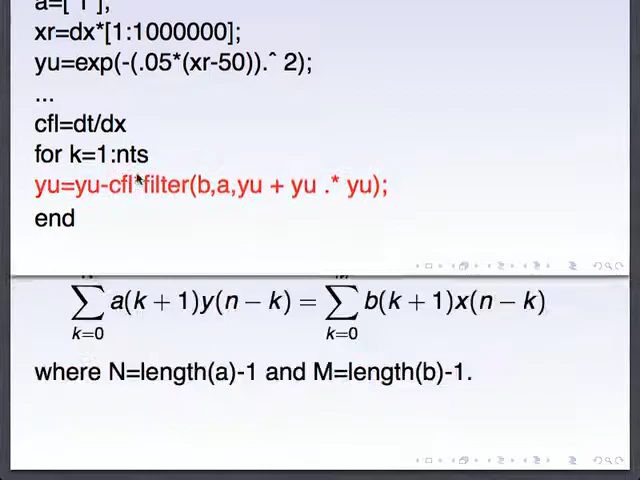 a=[ 1 ];
xr=dx*[1:1000000];
yu=exp(-(.05*(xr-50)).^ 2);
...
cfl=dt/dx
for k=1:nts
yu=yu-cfl*filter(b,a,yu + yu .* yu);
end
∑ a(k + 1)y(n − k) = ∑ b(k + 1)x(n − k)
k=0 k=0
where N=length(a)-1 and M=length(b)-1.